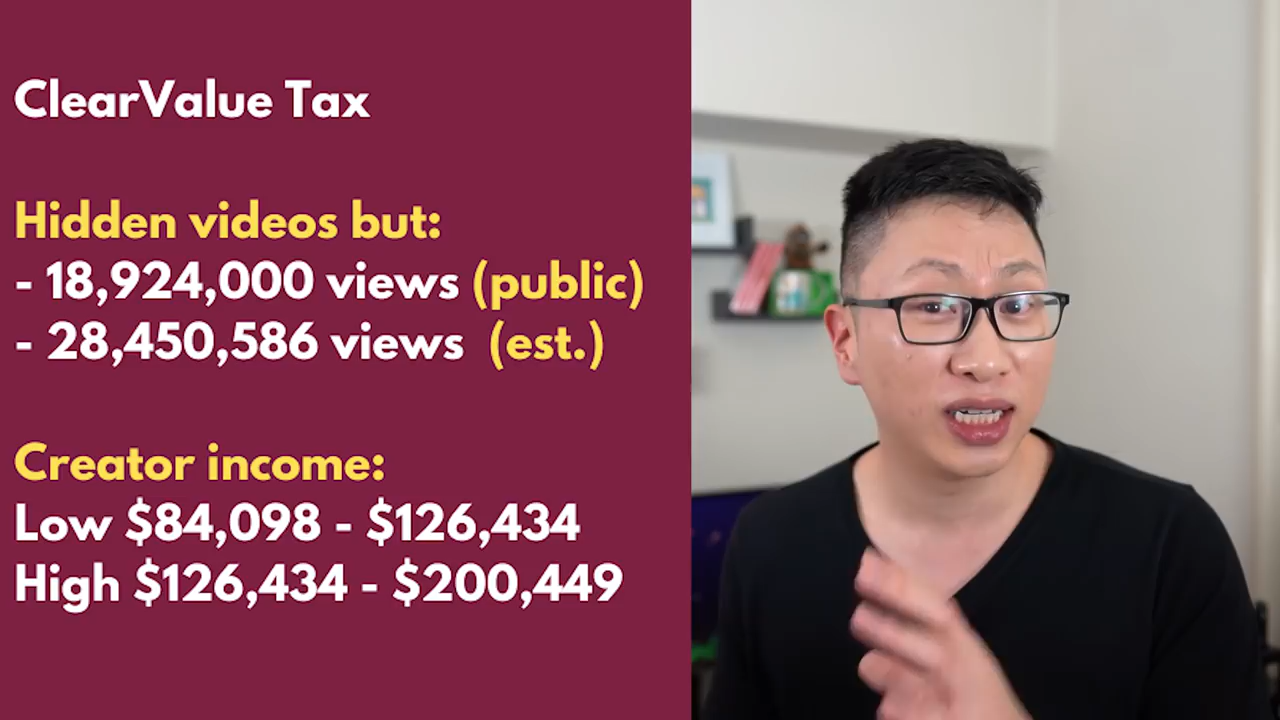 ClearValue Tax
Hidden videos but:
- 18,924,000 views (public)
- 28,450,586 views (est.)
Creator income:
Low $84,098 - $126,434
High $126,434 - $200,449